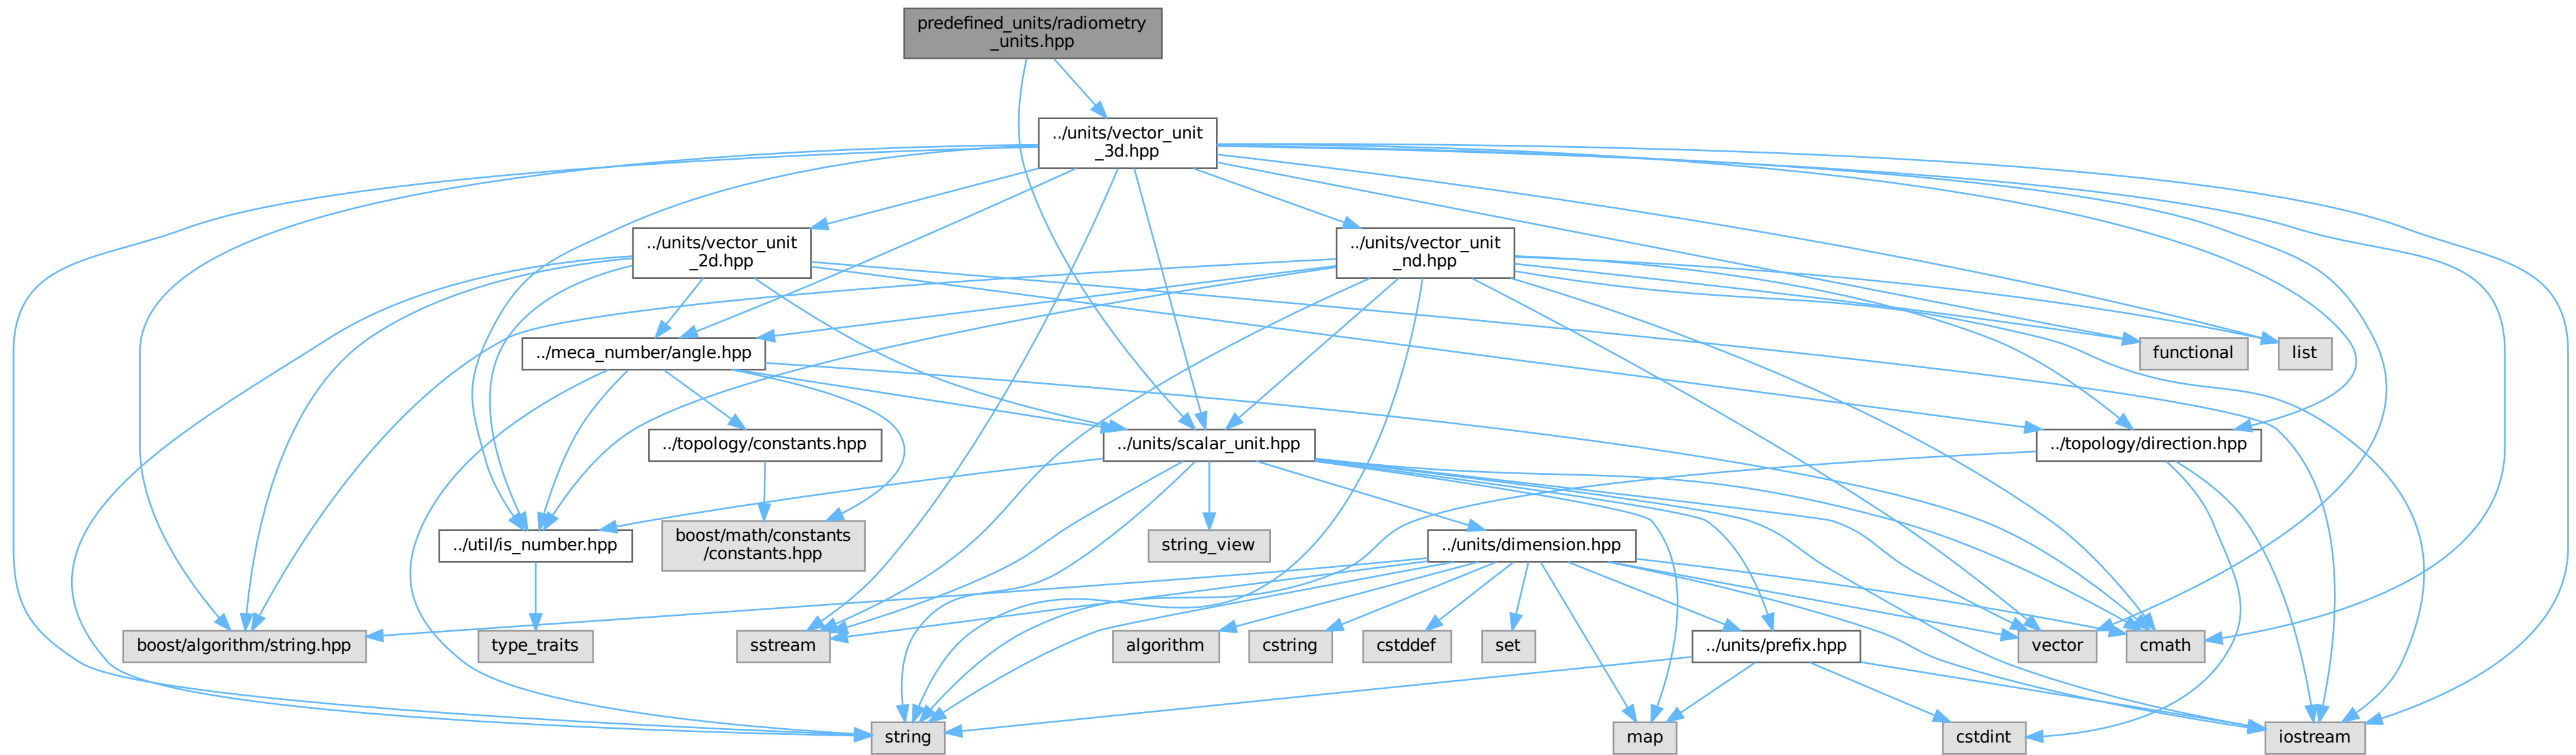 predefined_units/radiometry
_units.hpp
../units/vector_unit
_3d.hpp
../units/vector_unit
_2d.hpp
../units/vector_unit
_nd.hpp
../meca_number/angle.hpp
functional
list
../topology/constants.hpp
../units/scalar_unit.hpp
../topology/direction.hpp
../util/is_number.hpp
boost/math/constants
/constants.hpp
string_view
../units/dimension.hpp
boost/algorithm/string.hpp
type_traits
sstream
algorithm
cstring
cstddef
set
../units/prefix.hpp
vector
cmath
string
map
cstdint
iostream